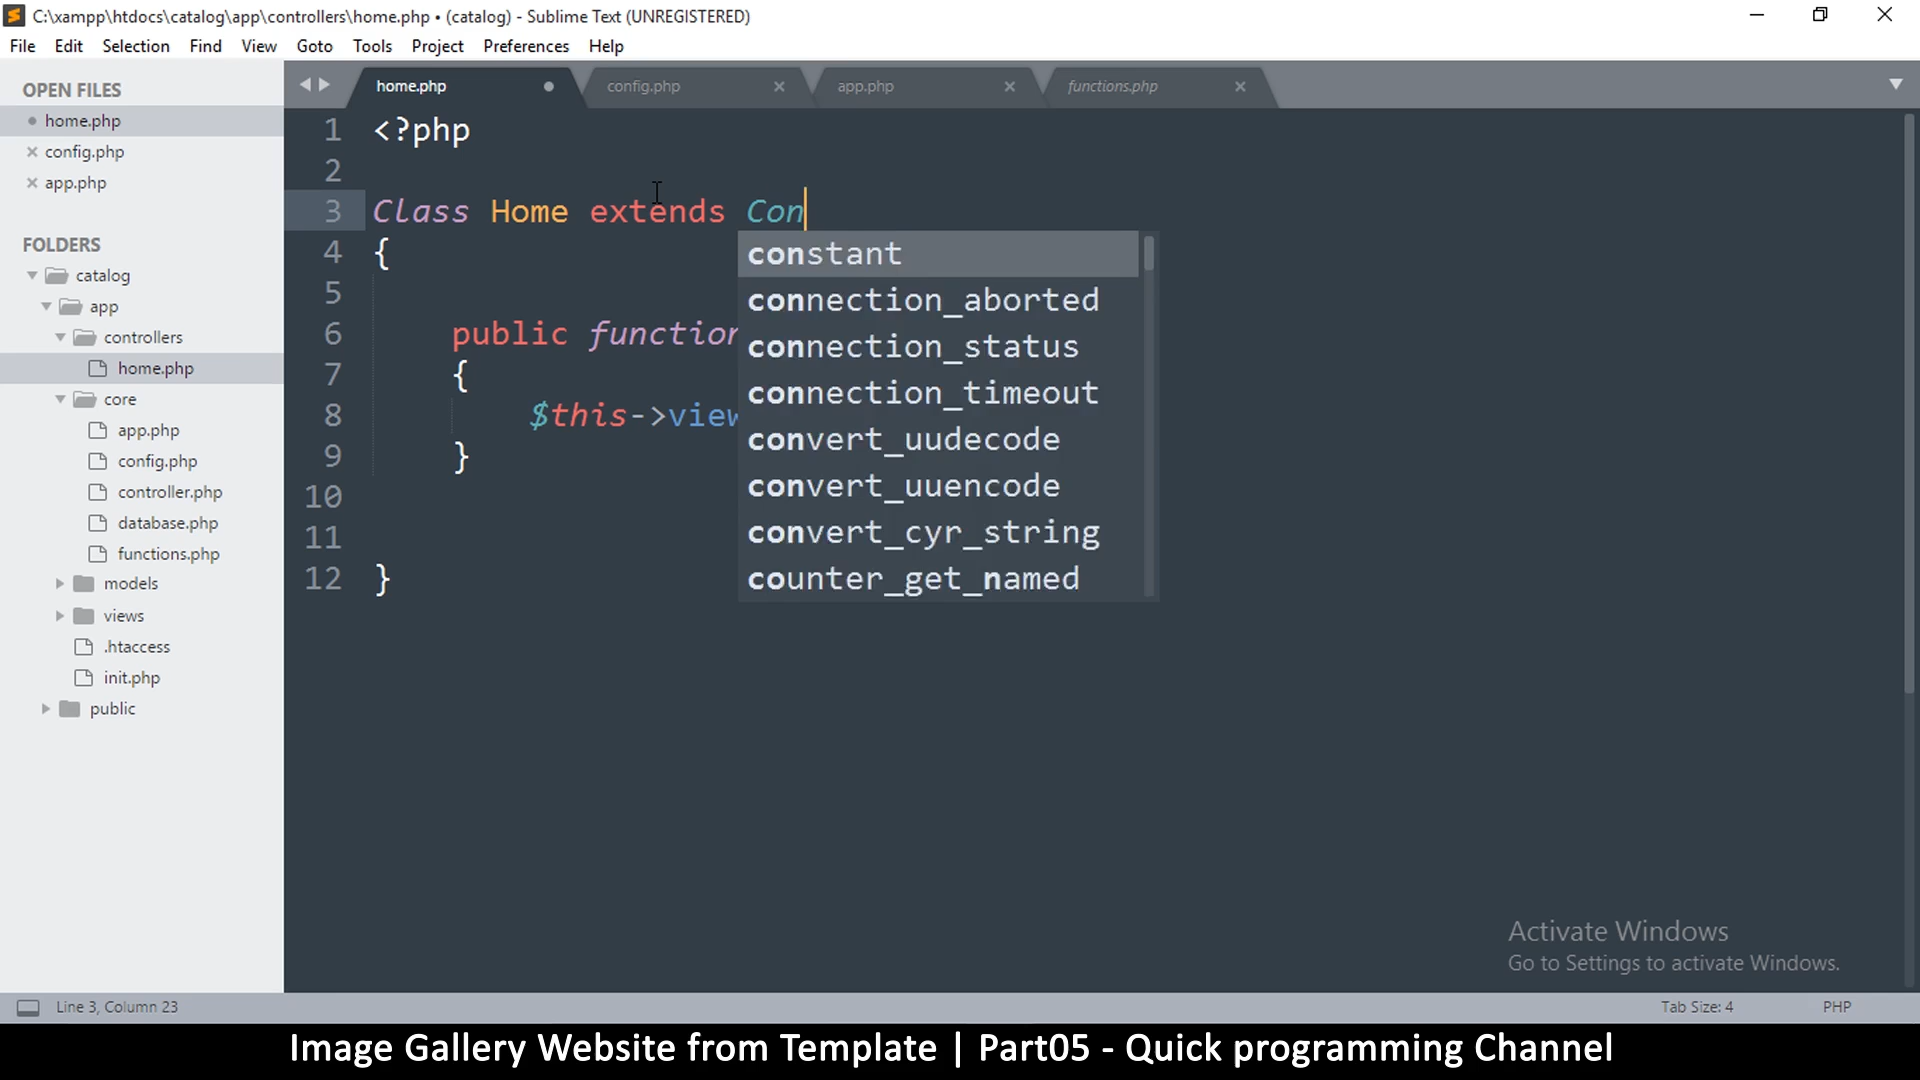 C:\xampp\htdocs\catalog\app\controllers\home.php • (catalog) - Sublime Text (UNREGISTERED)
File Edit Selection Find View Goto Tools Project Preferences Help
OPEN FILES
home.php
config.php
app.php
FOLDERS
catalog
app
controllers
home.php
core
app.php
config.php
controller.php
database.php
functions.php
models
views
.htaccess
init.php
public
home.php config.php app.php functions.php
1 <?php
2
3 Class Home extends Con
4 {
5
6 public function
7 {
8 $this->view
9 }
10
11
12 }
constant
connection_aborted
connection_status
connection_timeout
convert_uudecode
convert_uuencode
convert_cyr_string
counter_get_named
Activate Windows
Go to Settings to activate Windows.
Line 3, Column 23 Tab Size: 4 PHP
Image Gallery Website from Template | Part05 - Quick programming Channel